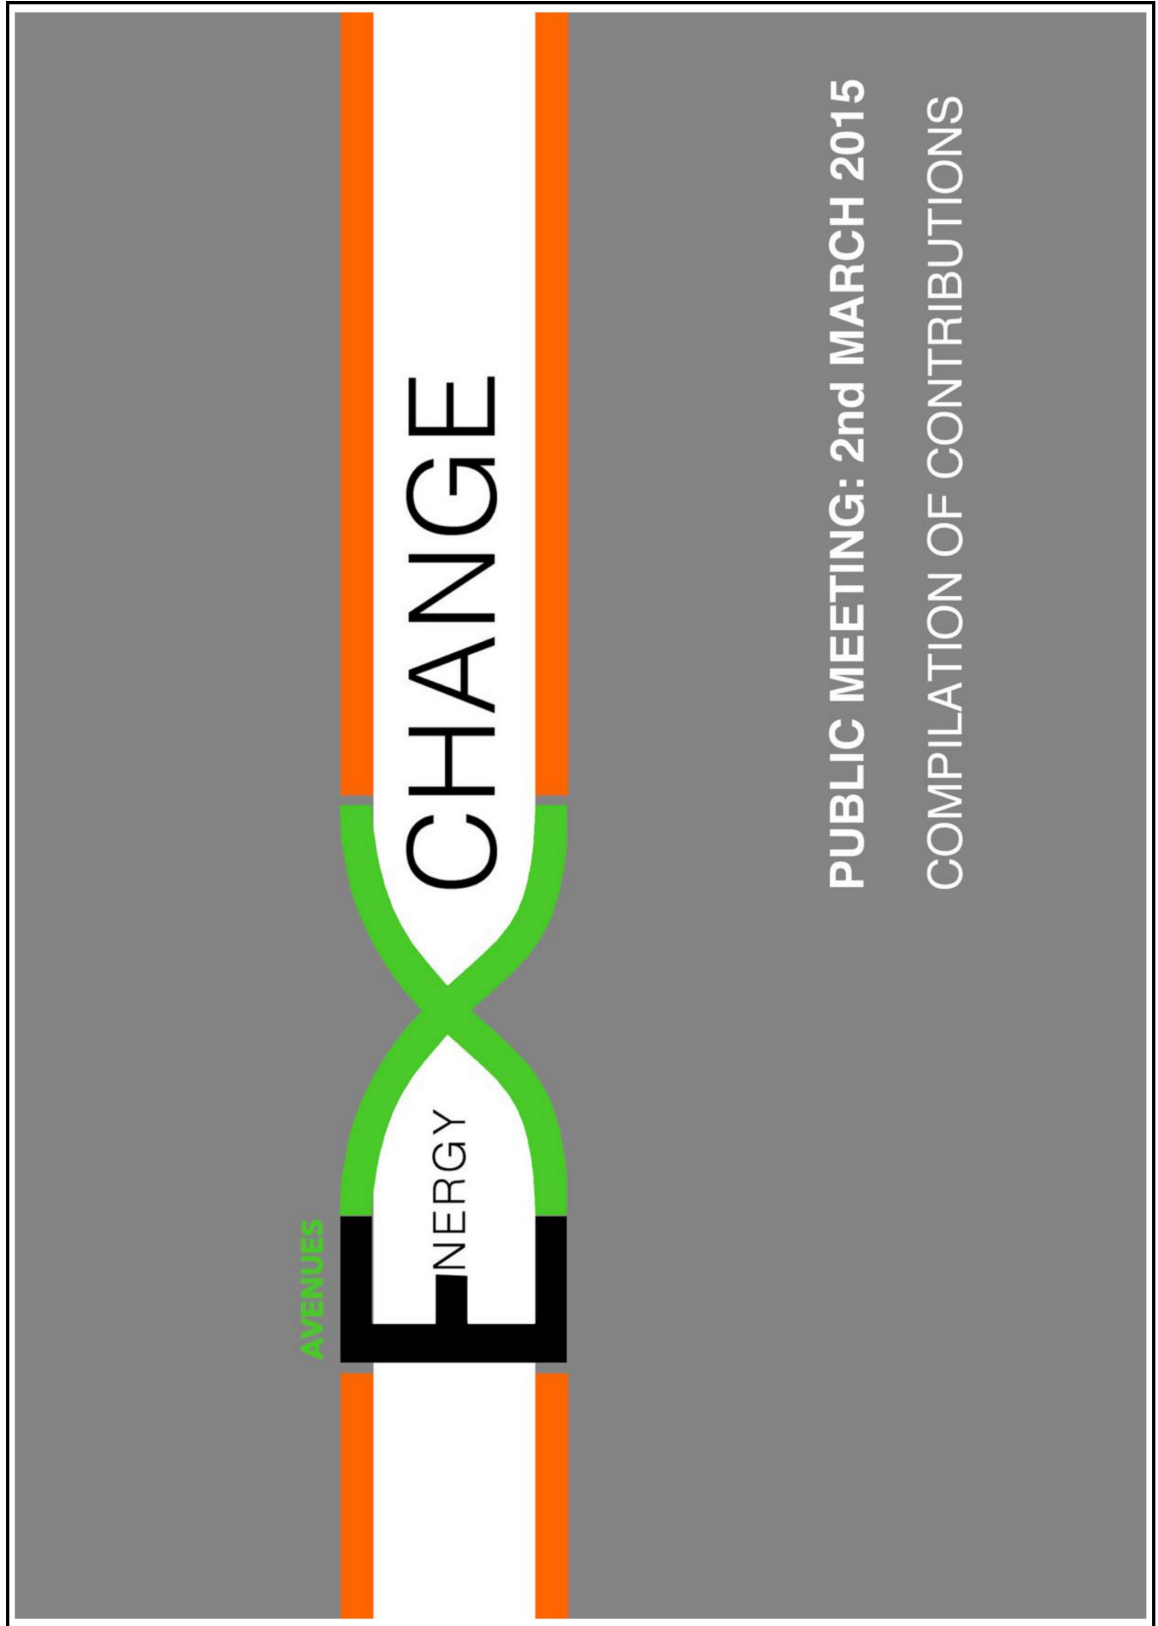 AVENUES
ENERGY CHANGE
PUBLIC MEETING: 2nd MARCH 2015
COMPILATION OF CONTRIBUTIONS